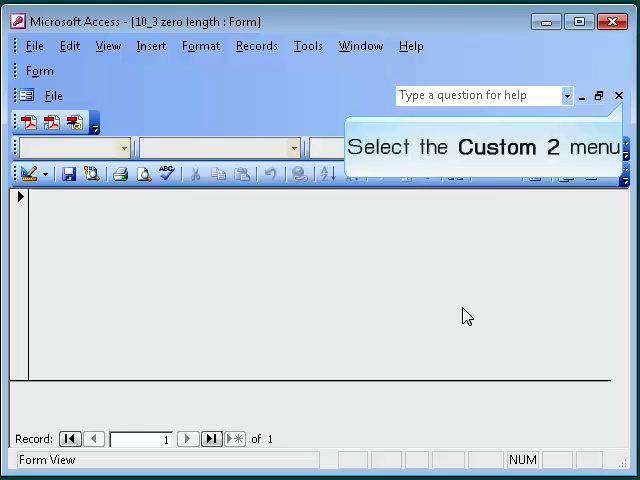 Microsoft Access - [10_3 zero length : Form]
File Edit View Insert Format Records Tools Window Help
Form
File Type a question for help
Select the Custom 2 menu
Record: 1 of 1
Form View NUM